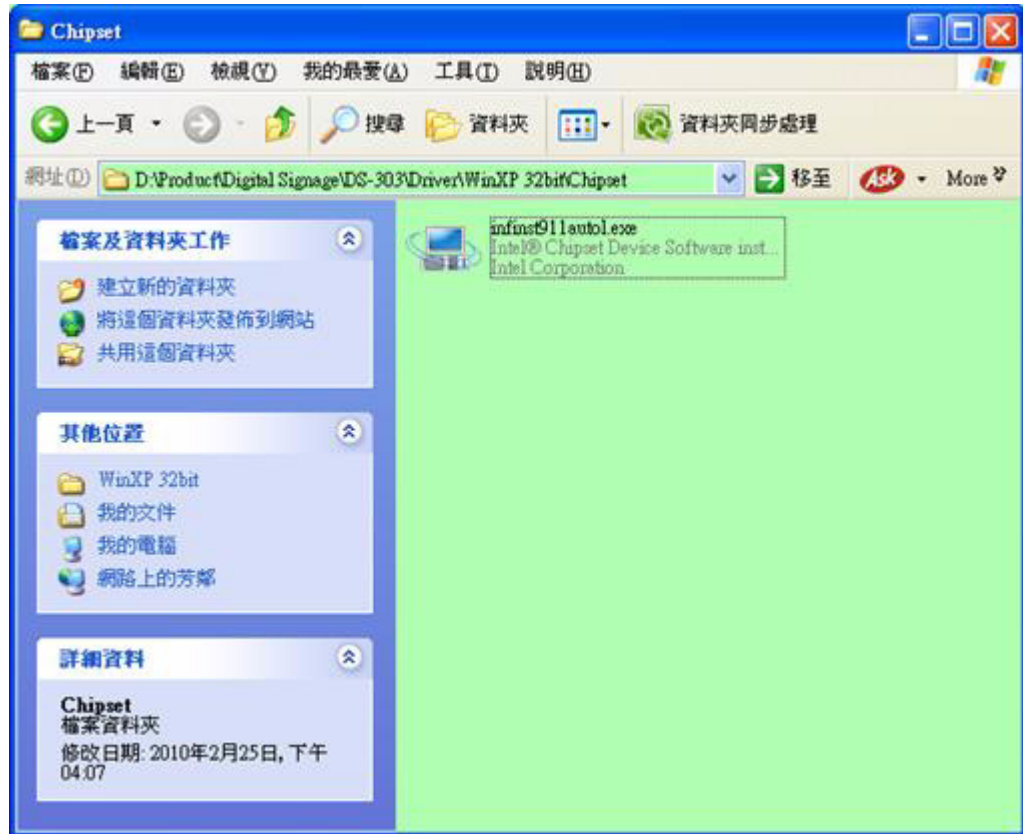 Chipset
檔案(F) 編輯(E) 檢視(V) 我的最愛(A) 工具(T) 說明(H)
上一頁 搜尋 資料夾 資料夾同步處理
網址(D) D:\Product\Digital Signage\DS-303\Driver\WinXP 32bit\Chipset 移至 Ask More
檔案及資料夾工作
建立新的資料夾
將這個資料夾發佈到網站
共用這個資料夾
其他位置
WinXP 32bit
我的文件
我的電腦
網路上的芳鄰
詳細資料
Chipset
檔案資料夾
修改日期: 2010年2月25日, 下午
04:07
infinst911autol.exe
Intel® Chipset Device Software inst...
Intel Corporation